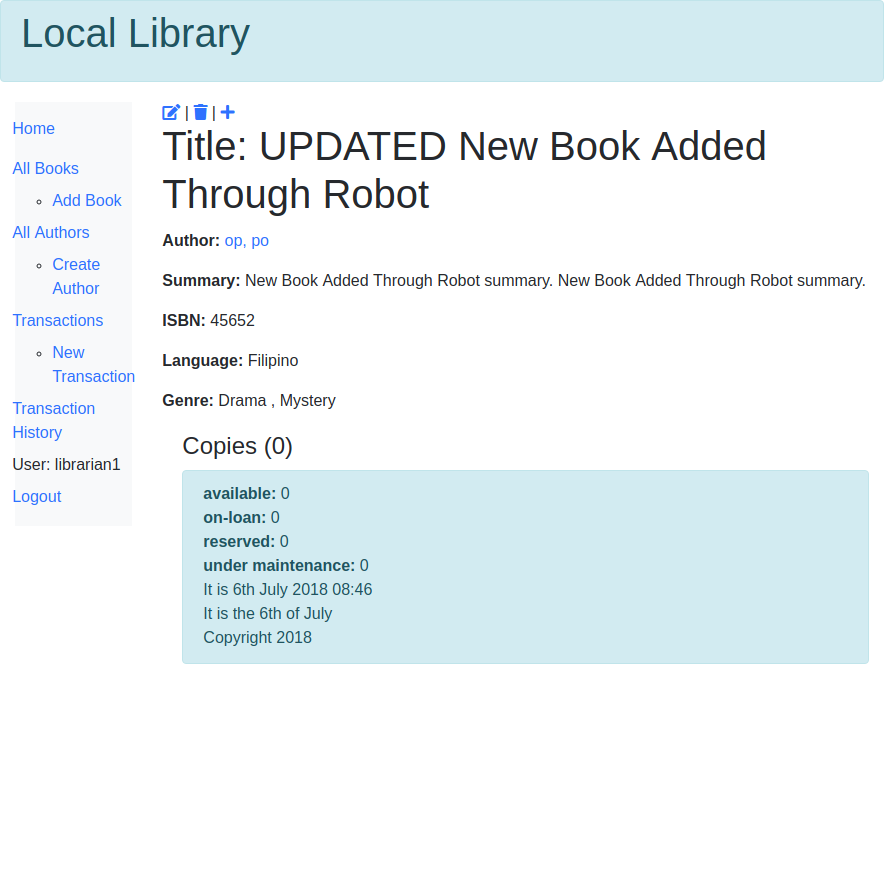 Local Library
Home
All Books
Add Book
All Authors
Create
Author
Transactions
New
Transaction
Transaction
History
User: librarian1
Logout
| |
Title: UPDATED New Book Added
Through Robot
Author: op, po
Summary: New Book Added Through Robot summary. New Book Added Through Robot summary.
ISBN: 45652
Language: Filipino
Genre: Drama , Mystery
Copies (0)
available: 0
on-loan: 0
reserved: 0
under maintenance: 0
It is 6th July 2018 08:46
It is the 6th of July
Copyright 2018